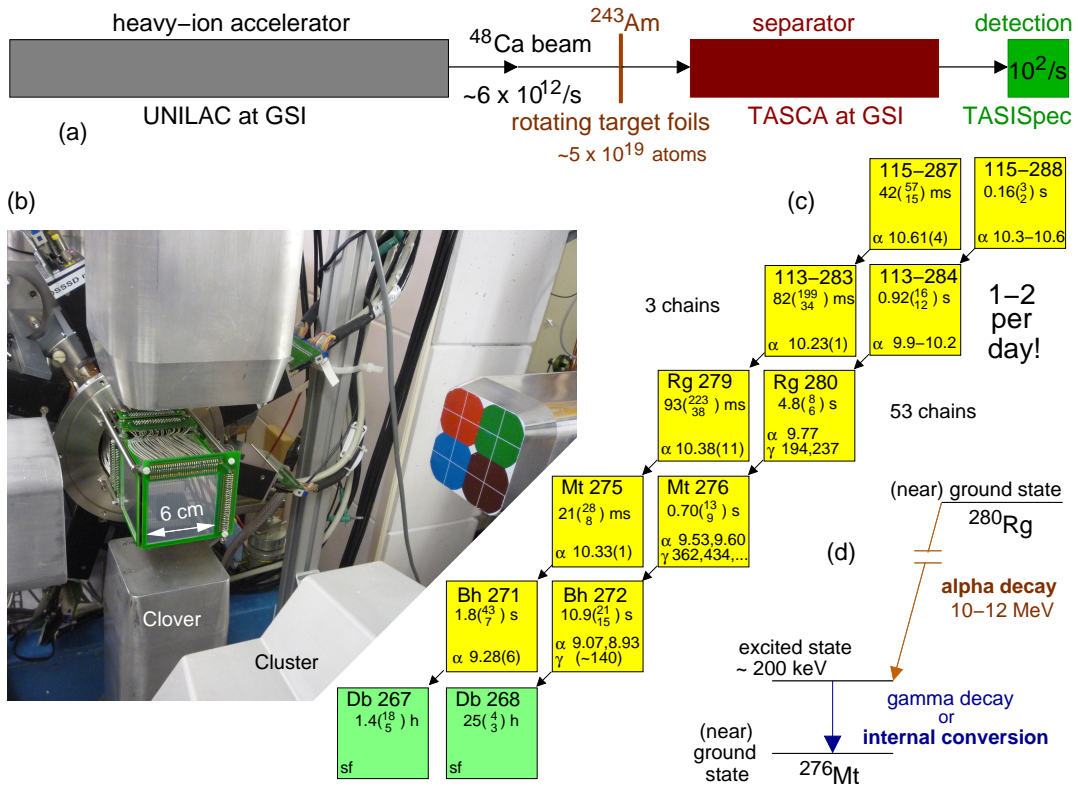 heavy−ion accelerator
UNILAC at GSI
48Ca beam
~6 x 10^12/s
243Am
rotating target foils
~5 x 10^19 atoms
separator
TASCA at GSI
detection
10^2/s
TASISpec
(a)
(b)
SSSD
6 cm
Clover
Cluster
(c)
115−287
42(57/15) ms
α 10.61(4)
115−288
0.16(3/2) s
α 10.3−10.6
3 chains
113−283
82(199/34) ms
α 10.23(1)
113−284
0.92(16/12) s
α 9.9−10.2
1−2
per
day!
Rg 279
93(223/38) ms
α 10.38(11)
Rg 280
4.8(8/6) s
α 9.77
γ 194,237
53 chains
Mt 275
21(28/8) ms
α 10.33(1)
Mt 276
0.70(13/9) s
α 9.53,9.60
γ 362,434,...
Bh 271
1.8(43/7) s
α 9.28(6)
Bh 272
10.9(21/15) s
α 9.07,8.93
γ (~140)
Db 267
1.4(18/5) h
sf
Db 268
25(4/3) h
sf
(d)
(near) ground state
280Rg
alpha decay
10−12 MeV
excited state
~ 200 keV
gamma decay
or
internal conversion
(near)
ground
state
276Mt